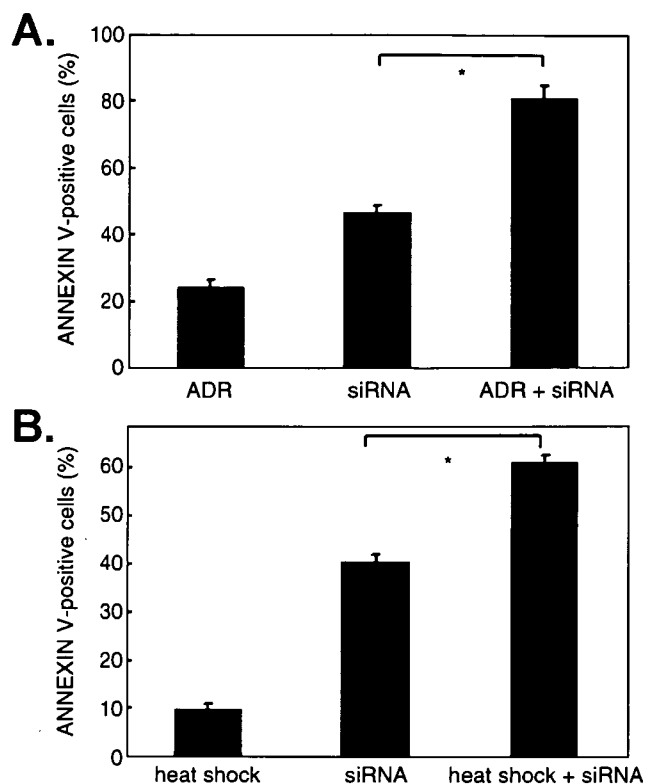 A.
100
80
60
40
20
0
ANNEXIN V-positive cells (%)
*
ADR siRNA ADR + siRNA
B.
60
50
40
30
20
10
0
ANNEXIN V-positive cells (%)
*
heat shock siRNA heat shock + siRNA